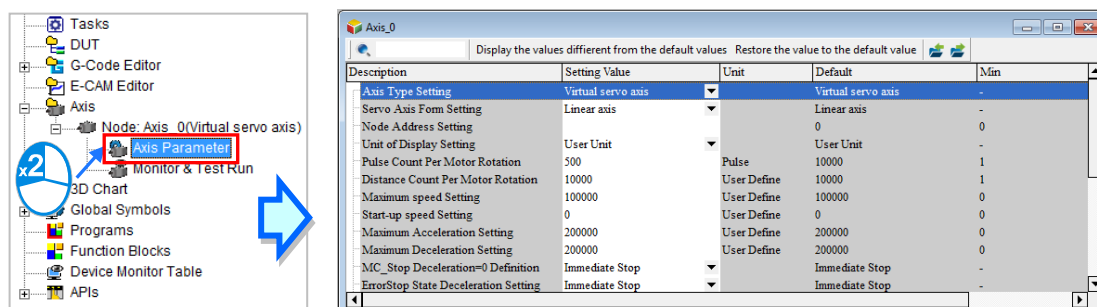 Tasks
DUT
G-Code Editor
E-CAM Editor
Axis
Node: Axis_0(Virtual servo axis)
Axis Parameter
Monitor & Test Run
3D Chart
Global Symbols
Programs
Function Blocks
Device Monitor Table
APIs
x2
Axis_0
Display the values diffierent from the default values Restore the value to the default value
Description Setting Value Unit Default Min
Axis Type Setting Virtual servo axis Virtual servo axis -
Servo Axis Form Setting Linear axis Linear axis -
Node Address Setting 0 0
Unit of Display Setting User Unit User Unit -
Pulse Count Per Motor Rotation 500 Pulse 10000 1
Distance Count Per Motor Rotation 10000 User Define 10000 1
Maximum speed Setting 100000 User Define 100000 0
Start-up speed Setting 0 User Define 0 0
Maximum Acceleration Setting 200000 User Define 200000 0
Maximum Deceleration Setting 200000 User Define 200000 0
MC_Stop Deceleration=0 Definition Immediate Stop Immediate Stop -
ErrorStop State Deceleration Setting Immediate Stop Immediate Stop -